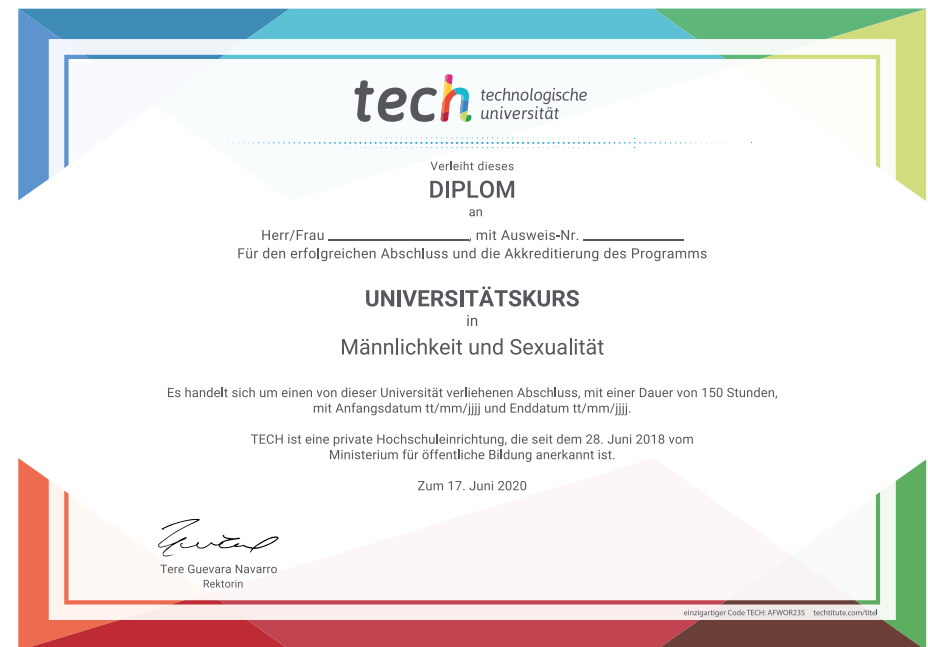 tech technologische
universität
Verleiht dieses
DIPLOM
an
Herr/Frau ____________________, mit Ausweis-Nr. ______________
Für den erfolgreichen Abschluss und die Akkreditierung des Programms
UNIVERSITÄTSKURS
in
Männlichkeit und Sexualität
Es handelt sich um einen von dieser Universität verliehenen Abschluss, mit einer Dauer von 150 Stunden,
mit Anfangsdatum tt/mm/jjjj und Enddatum tt/mm/jjjj.
TECH ist eine private Hochschuleinrichtung, die seit dem 28. Juni 2018 vom
Ministerium für öffentliche Bildung anerkannt ist.
Zum 17. Juni 2020
Tere Guevara Navarro
Rektorin
einzigartiger Code TECH: AFWOR23S techtitute.com/titel